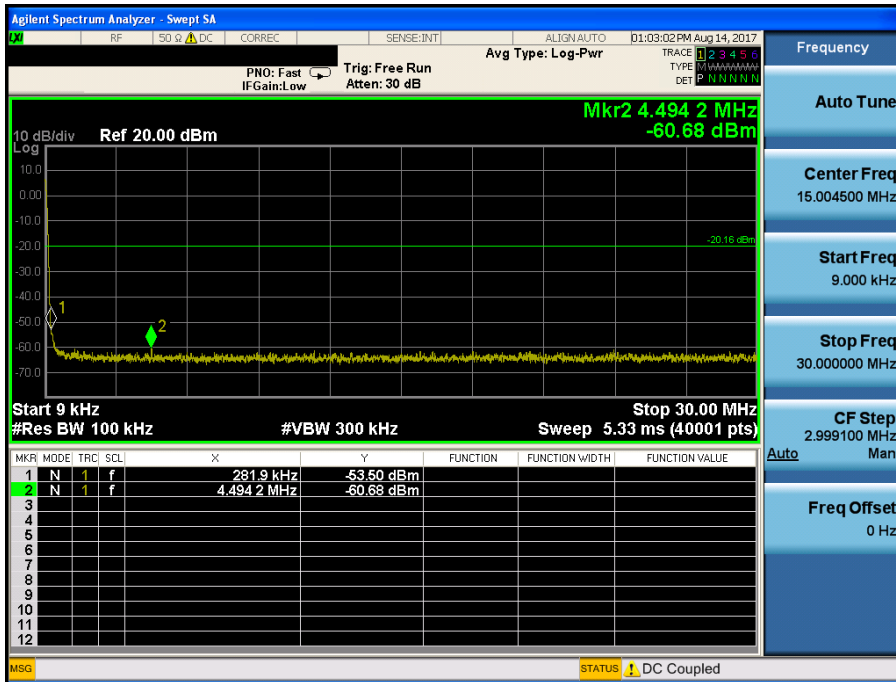 Agilent Spectrum Analyzer - Swept SA
LXI RF 50 Ω DC CORREC SENSE:INT ALIGN AUTO 01:03:02 PM Aug 14, 2017
Frequency
Avg Type: Log-Pwr
TRACE 1 2 3 4 5 6
TYPE M W W W W W
DET P N N N N N
PNO: Fast
IFGain:Low
Trig: Free Run
Atten: 30 dB
Auto Tune
Mkr2 4.494 2 MHz
-60.68 dBm
10 dB/div Ref 20.00 dBm
Log
10.0
0.00
-10.0
-20.0
-20.16 dBm
-30.0
-40.0
-50.0
-60.0
-70.0
1
2
Start 9 kHz Stop 30.00 MHz
#Res BW 100 kHz #VBW 300 kHz Sweep 5.33 ms (40001 pts)
Center Freq
15.004500 MHz
Start Freq
9.000 kHz
Stop Freq
30.000000 MHz
CF Step
2.999100 MHz
Auto Man
Freq Offset
0 Hz
MKR MODE TRC SCL X Y FUNCTION FUNCTION WIDTH FUNCTION VALUE
1 N 1 f 281.9 kHz -53.50 dBm
2 N 1 f 4.494 2 MHz -60.68 dBm
3
4
5
6
7
8
9
10
11
12
MSG STATUS DC Coupled